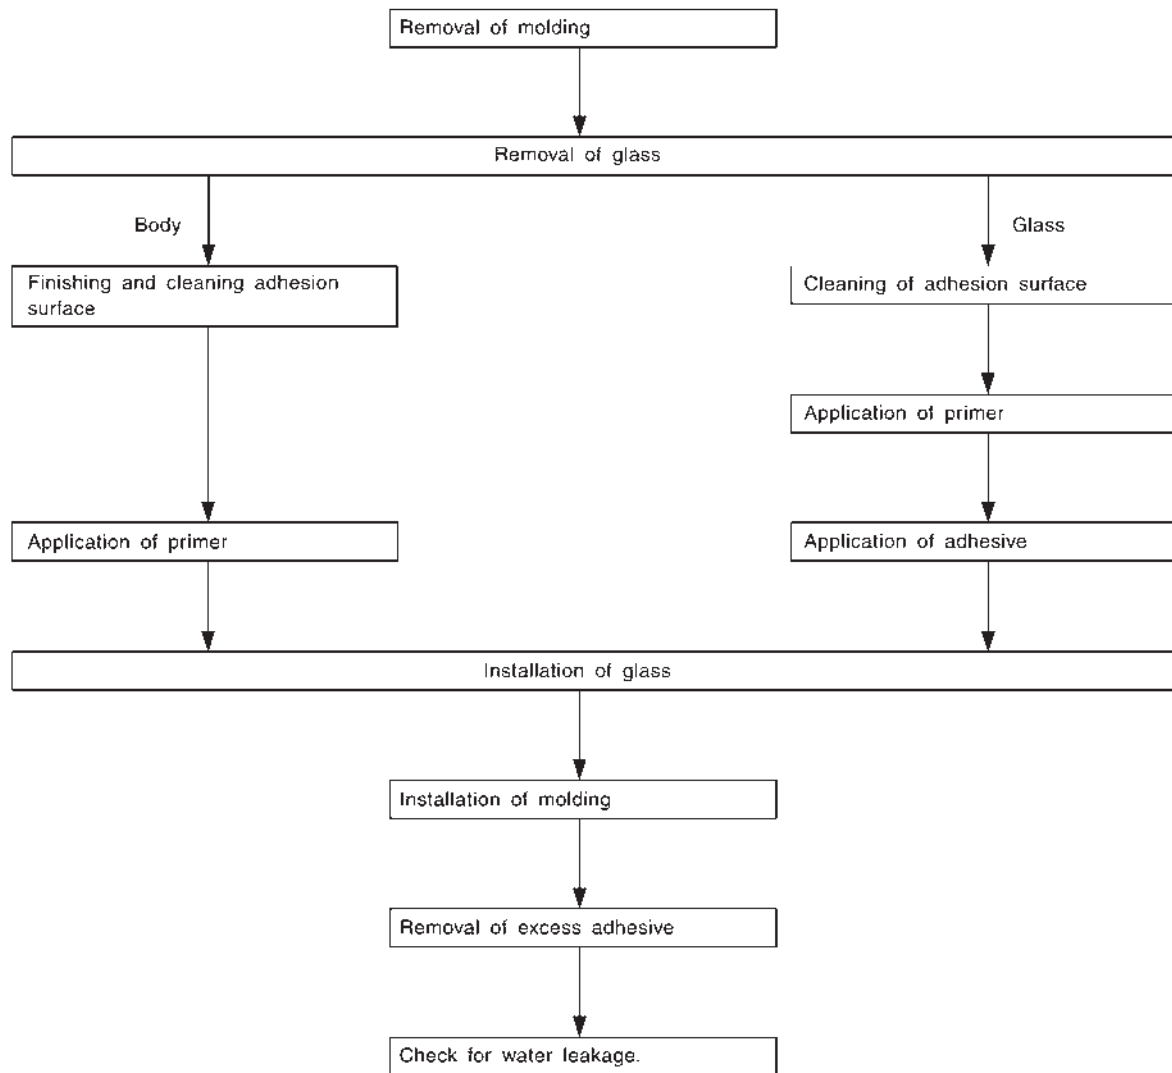 Removal of molding
Removal of glass
Body
Glass
Finishing and cleaning adhesion
surface
Cleaning of adhesion surface
Application of primer
Application of primer
Application of adhesive
Installation of glass
Installation of molding
Removal of excess adhesive
Check for water leakage.